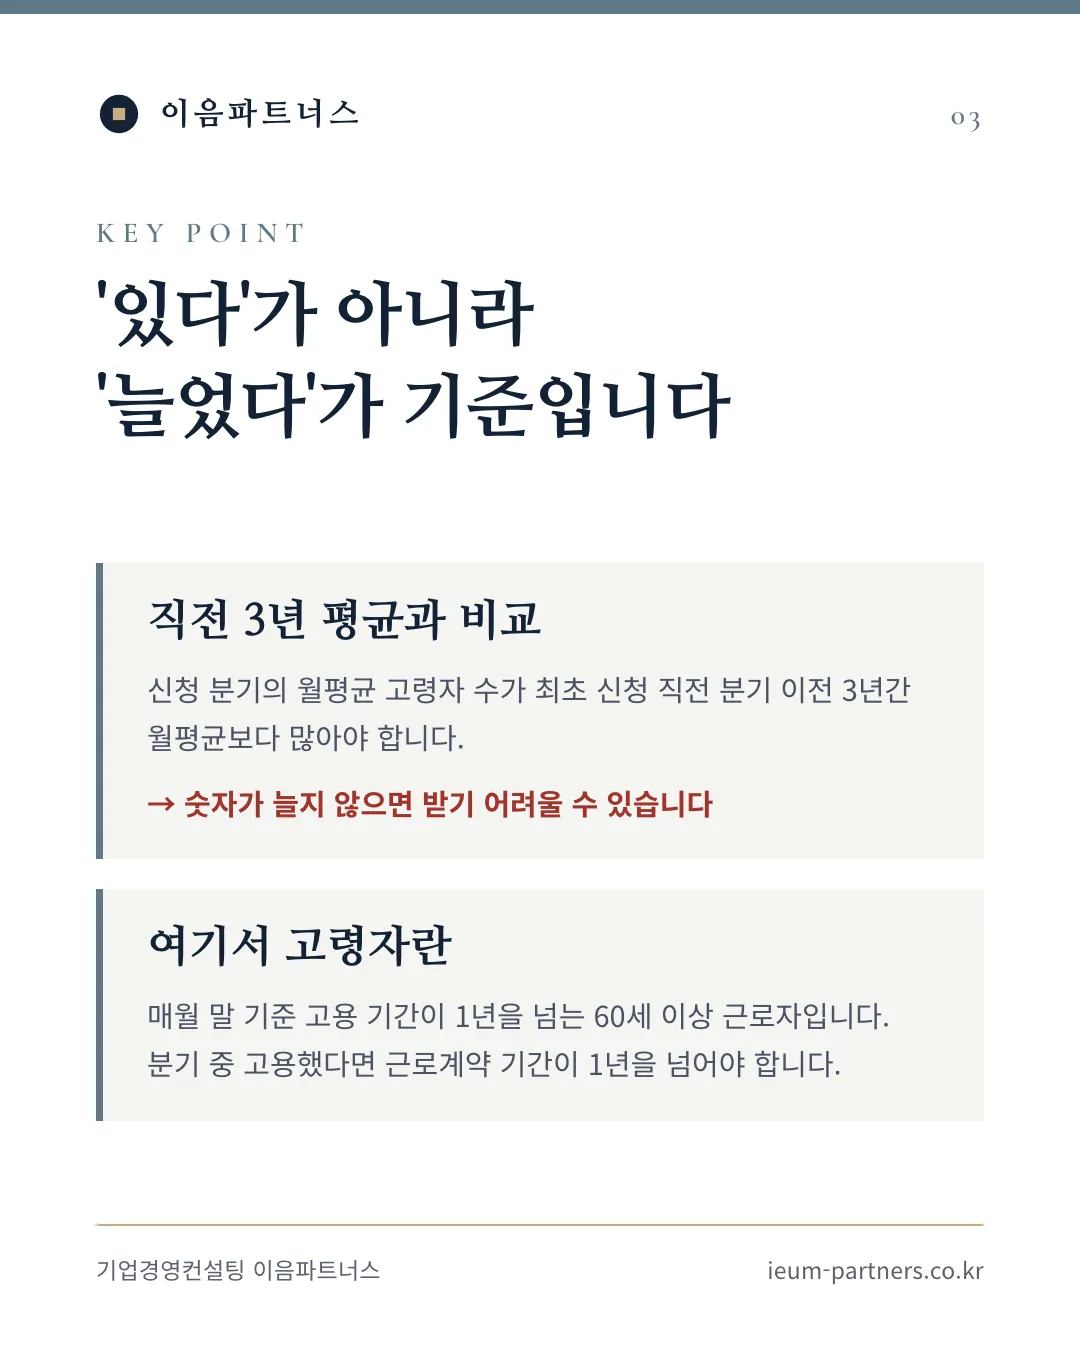 이음파트너스
03
KEY POINT
'있다'가 아니라
'늘었다'가 기준입니다
직전 3년 평균과 비교
신청 분기의 월평균 고령자 수가 최초 신청 직전 분기 이전 3년간
월평균보다 많아야 합니다.
→ 숫자가 늘지 않으면 받기 어려울 수 있습니다
여기서 고령자란
매월 말 기준 고용 기간이 1년을 넘는 60세 이상 근로자입니다.
분기 중 고용했다면 근로계약 기간이 1년을 넘어야 합니다.
기업경영컨설팅 이음파트너스
ieum-partners.co.kr